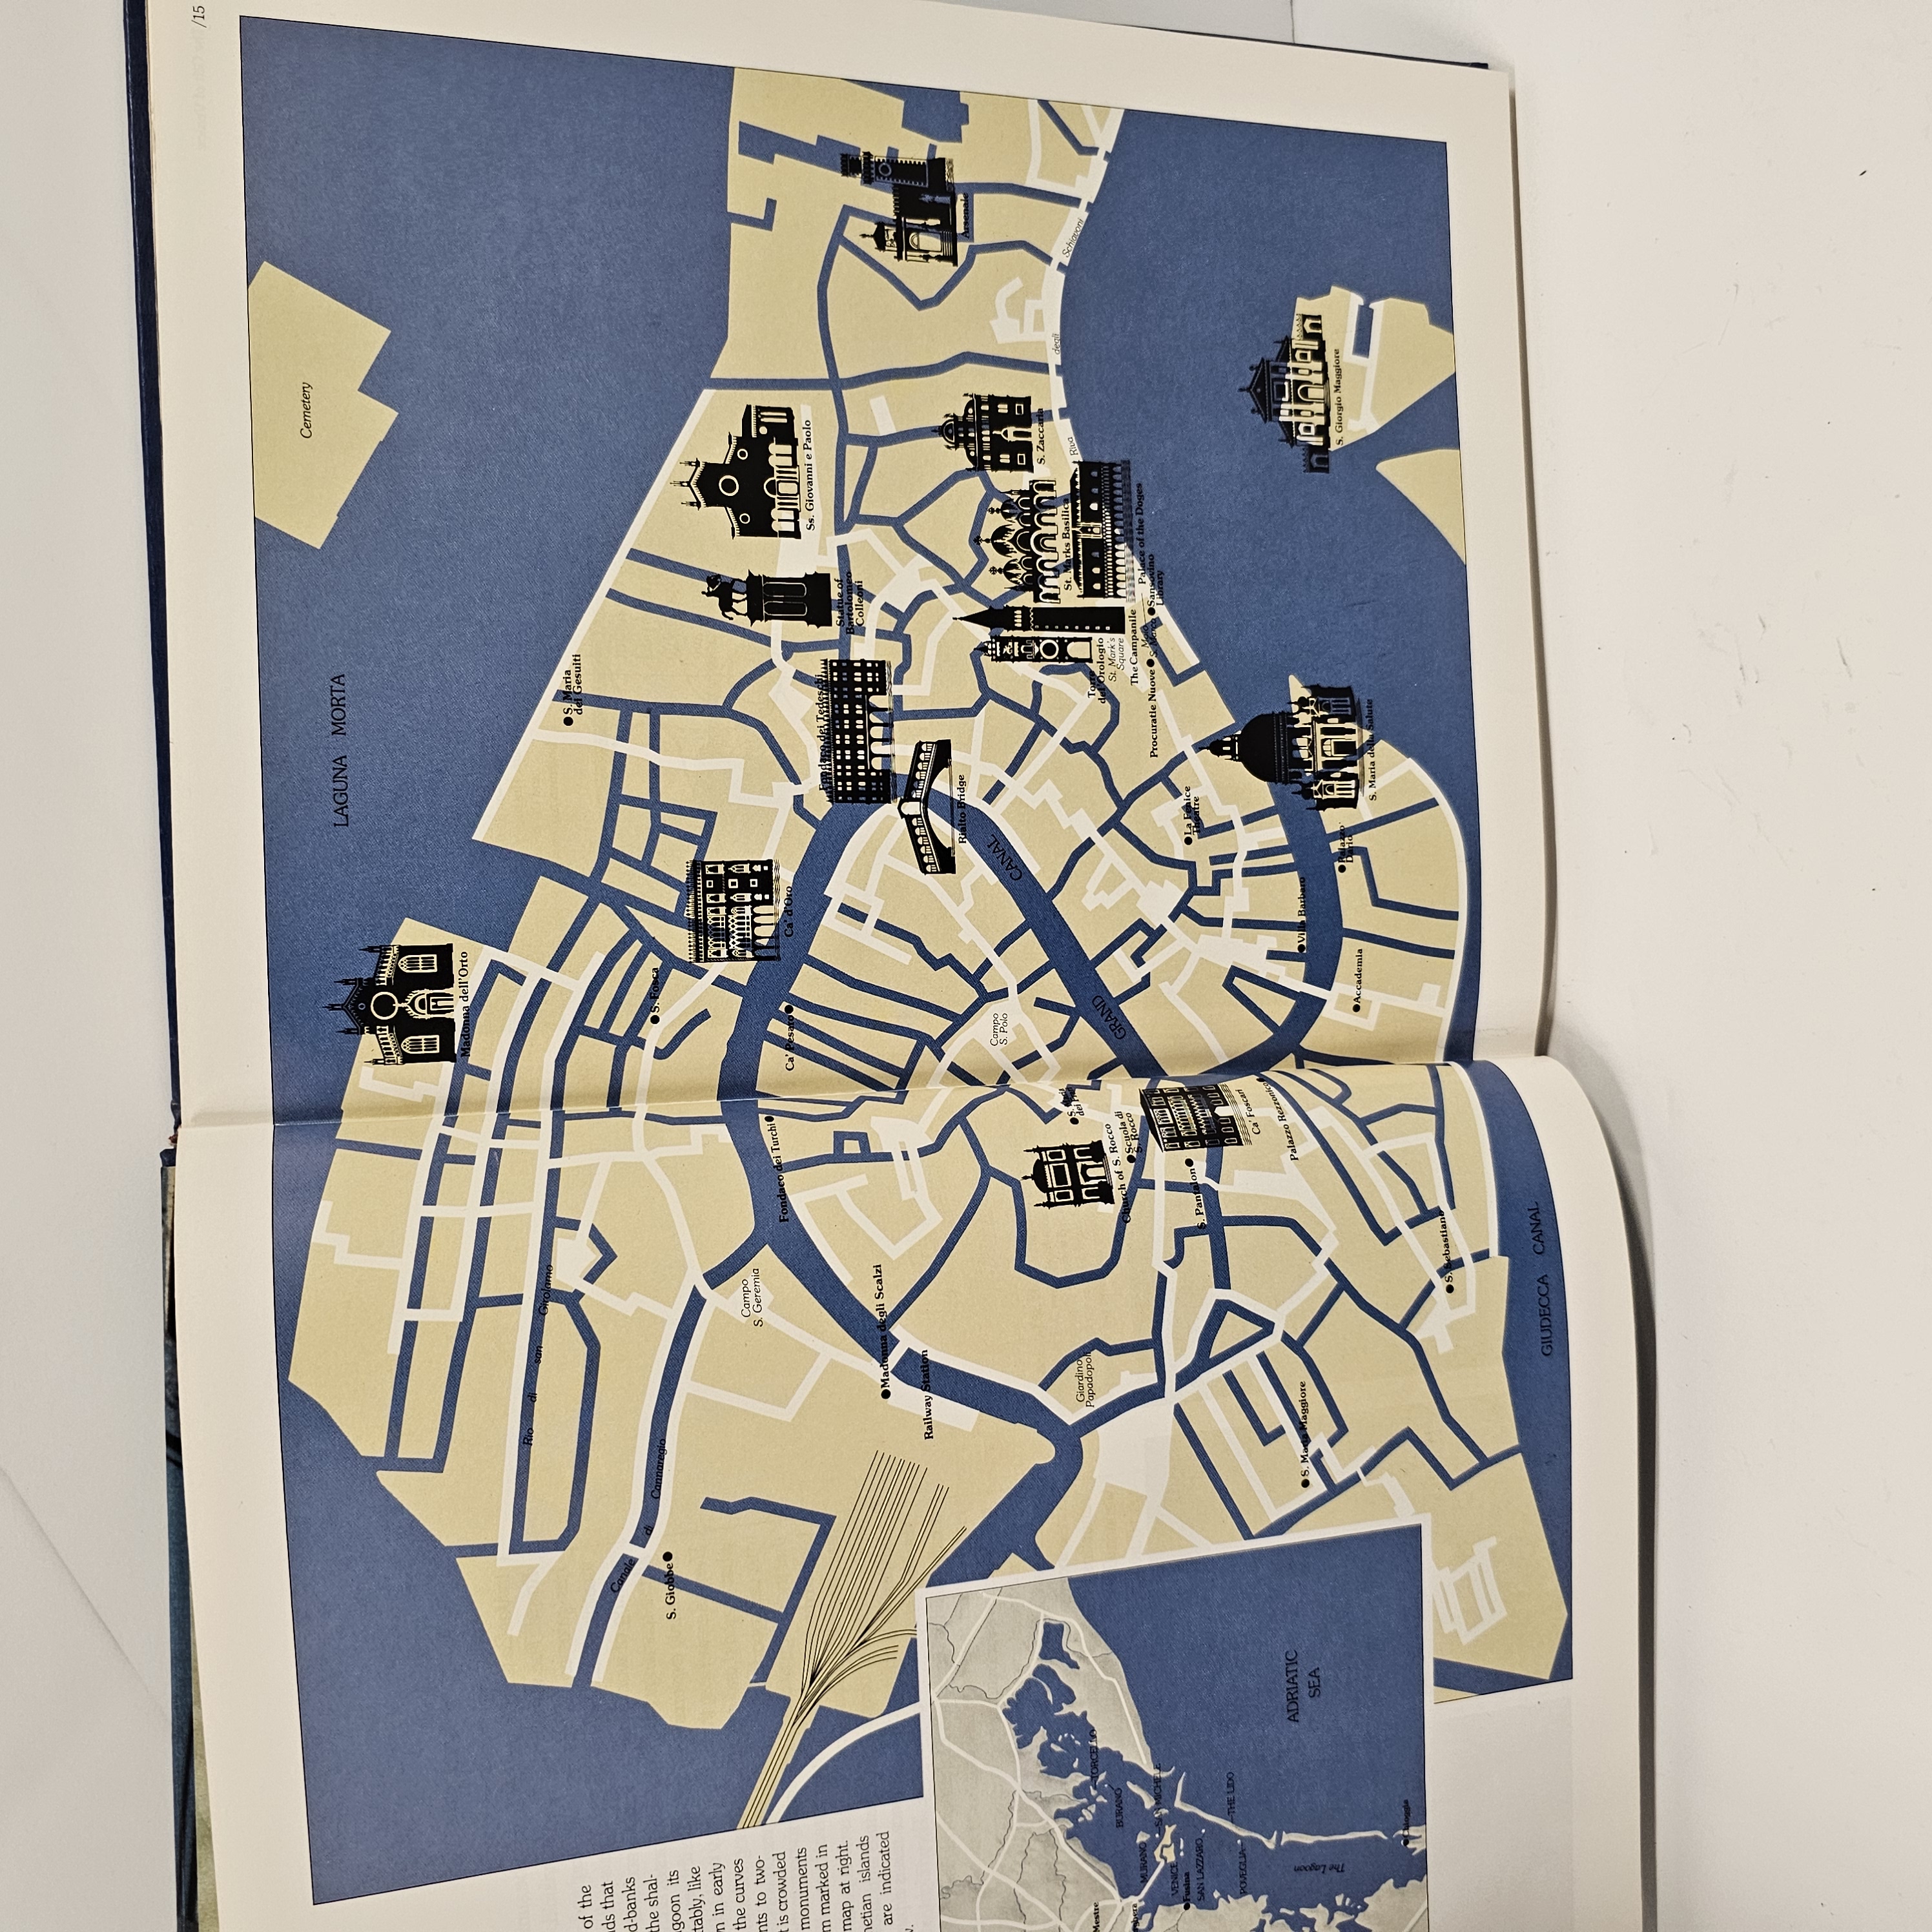 /15
of the
ds that
d-banks
the shal-
goon its
tably, like
n in early
the curves
nts to two-
t is crowded
monuments
m marked in
map at right.
netian islands
are indicated
Cemetery
LAGUNA MORTA
Madonna dell'Orto
Rio di san Girolamo
S. Maria
dei Gesuiti
Canale di Cannaregio
S. Giobbe
S. Fosca
Campo
S. Geremia
Fondaco dei Turchi
Ca' Pesaro
Ca' d'Oro
Ss. Giovanni e Paolo
Fondaco dei Tedeschi
Statue of
Bartolomeo
Colleoni
Madonna degli Scalzi
Railway Station
Rialto Bridge
Arsenale
Campo
S. Polo
GRAND CANAL
S. Zaccaria
St. Marks Basilica
Riva degli Schiavoni
Giardino
Papadopoli
Church of S. Rocco
Scuola di
S. Rocco
Torre
del'Orologio
St. Mark's
Square
The Campanile
Palace of the Doges
Molo
S. Marco
Procuratie Nuove
Sansovino
Library
S. Pantalon
La Fenice
Theatre
Ca' Foscari
Palazzo Rezzonico
S. Maria Maggiore
Villa Barbaro
Palazzo
Dario
Accademia
S. Maria della Salute
S. Giorgio Maggiore
S. Sebastiano
GIUDECCA CANAL
Mestre
TORCELLO
BURANO
MURANO
SAN MICHELE
VENICE
Fusina
SAN LAZZARO
THE LIDO
POVEGLIA
ADRIATIC
SEA
The Lagoon
Chioggia